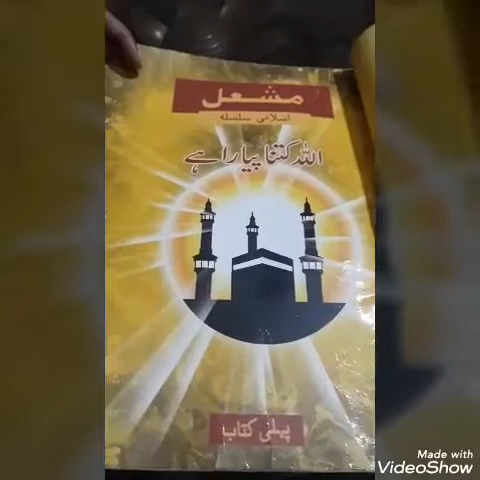 مشعل
اسلامی سلسلہ
اللہ کتنا پیارا ہے
پہلی کتاب
Made with
VideoShow